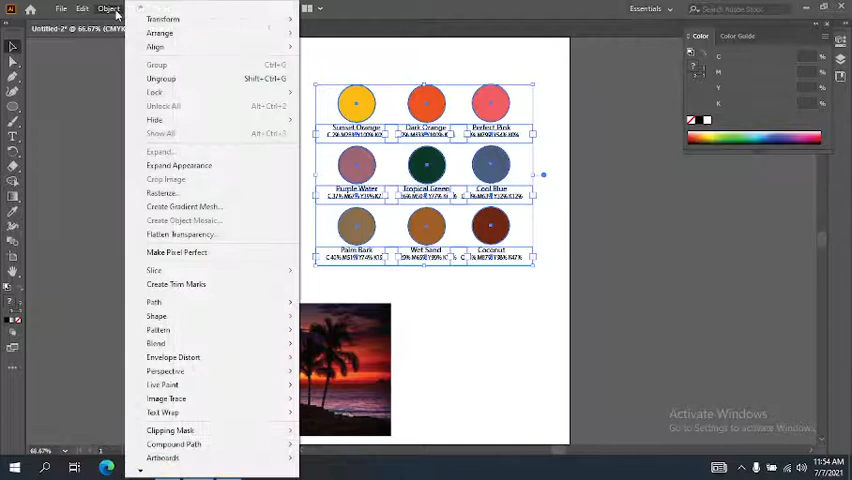 File Edit Object
Essentials
Search Adobe Stock
Untitled-2* @ 66.67% (CMYK
Transform
Arrange
Align
Group Ctrl+G
Ungroup Shift+Ctrl+G
Lock
Unlock All Alt+Ctrl+2
Hide
Show All Alt+Ctrl+3
Expand...
Expand Appearance
Crop Image
Rasterize...
Create Gradient Mesh...
Create Object Mosaic...
Flatten Transparency...
Make Pixel Perfect
Slice
Create Trim Marks
Path
Shape
Pattern
Blend
Envelope Distort
Perspective
Live Paint
Image Trace
Text Wrap
Clipping Mask
Compound Path
Artboards
Sunset Orange Dark Orange Perfect Pink
Purple Water Tropical Green Cool Blue
Palm Bark Wet Sand Coconut
Color Color Guide
C
M
Y
K
Activate Windows
Go to Settings to activate Window
66.67% 1
11:54 AM
7/7/2021